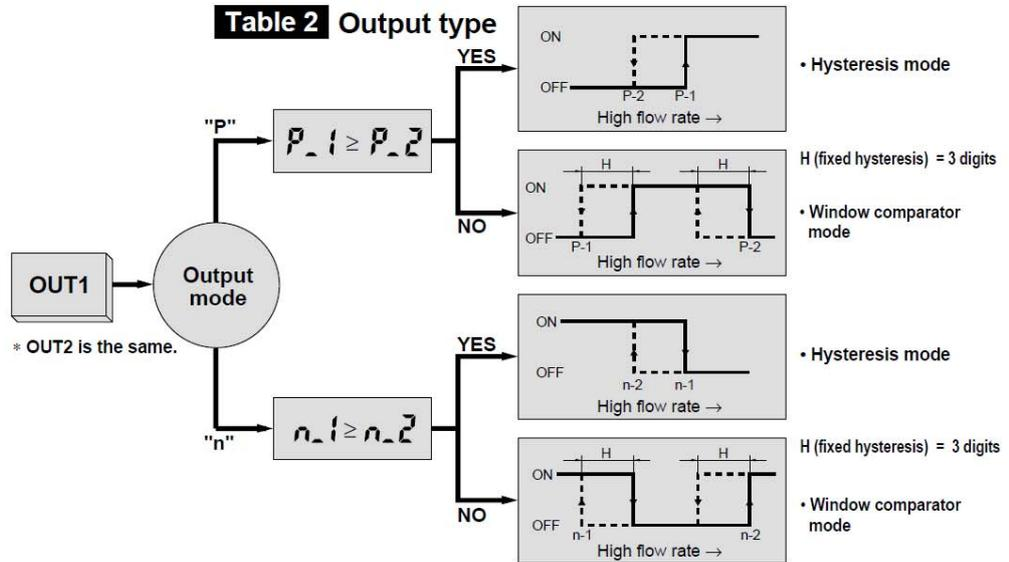 Table 2 Output type
YES
ON
OFF
P-2 P-1
High flow rate →
• Hysteresis mode
"P"
P_1 ≥ P_2
NO
H H
ON
OFF
P-1 P-2
High flow rate →
H (fixed hysteresis) = 3 digits
• Window comparator
mode
OUT1
Output
mode
* OUT2 is the same.
YES
ON
OFF
n-2 n-1
High flow rate →
• Hysteresis mode
"n"
n_1 ≥ n_2
NO
H H
ON
OFF
n-1 n-2
High flow rate →
H (fixed hysteresis) = 3 digits
• Window comparator
mode